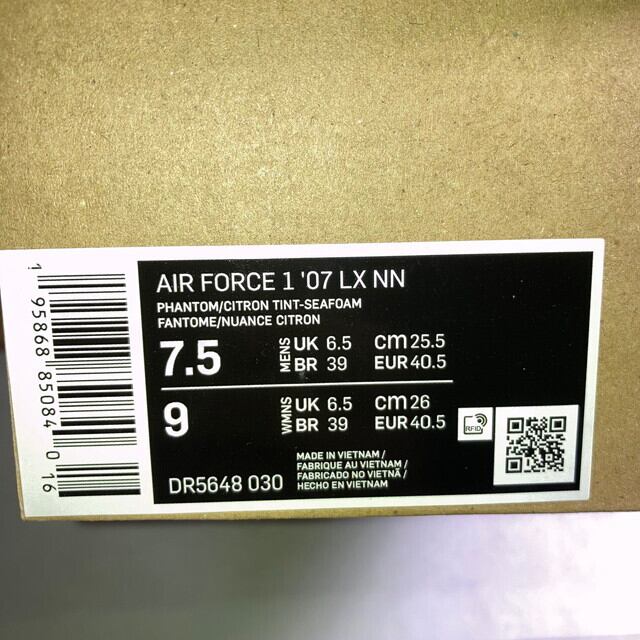 AIR FORCE 1 '07 LX NN
PHANTOM/CITRON TINT-SEAFOAM
FANTOME/NUANCE CITRON
7.5 MENS UK 6.5 cm 25.5
BR 39 EUR 40.5
9 WMNS UK 6.5 cm 26
BR 39 EUR 40.5
RFID
MADE IN VIETNAM /
FABRIQUE AU VIETNAM /
FABRICADO NO VIETNÃ /
HECHO EN VIETNAM
DR5648 030
1 95868 85084 0 16